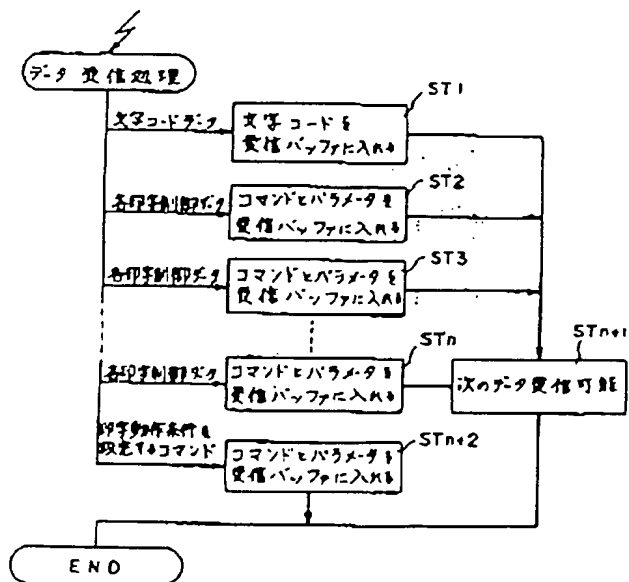 データ 受信処理
ST1
文字コードデータ
文字コードを
受信バッファに入れる
ST2
各印字制御データ
コマンドとパラメータを
受信バッファに入れる
ST3
各印字制御データ
コマンドとパラメータを
受信バッファに入れる
STn
各印字制御データ
コマンドとパラメータを
受信バッファに入れる
STn+1
次のデータ受信可能
印字動作条件を
設定するコマンド
STn+2
コマンドとパラメータを
受信バッファに入れる
END